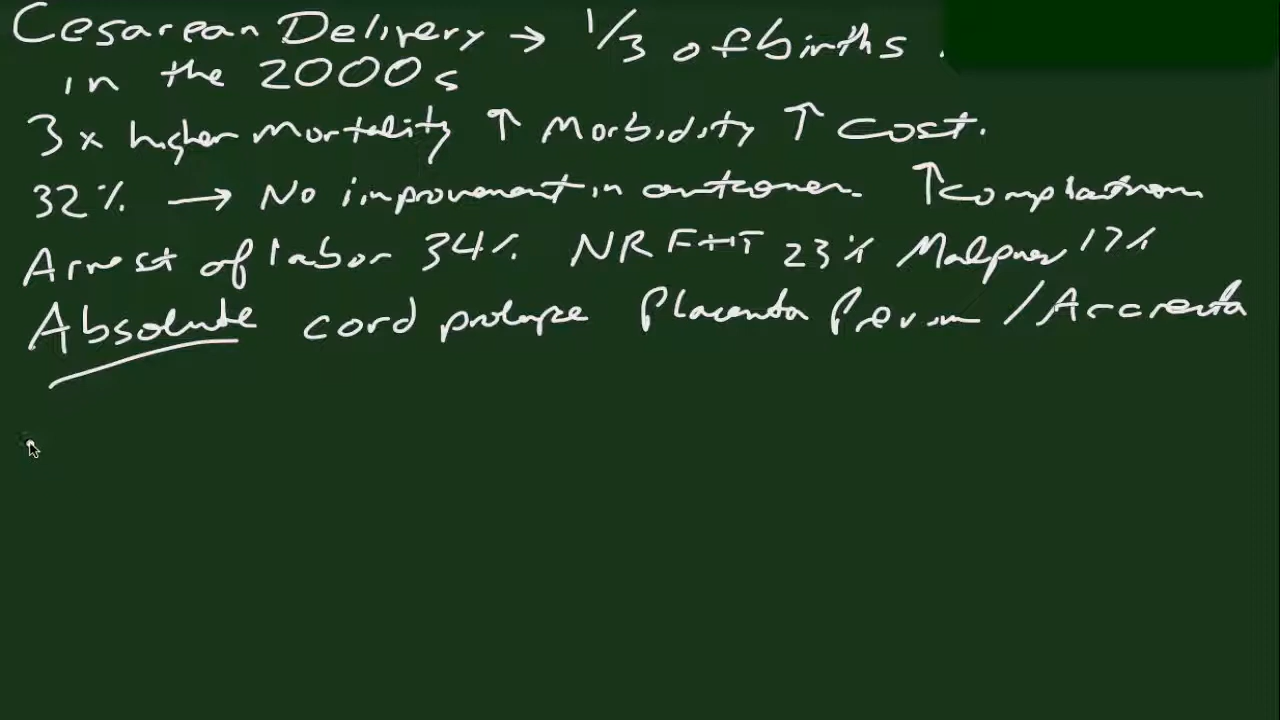 Cesarean Delivery → 1/3 of births
in the 2000s
3x higher mortality ↑ Morbidity ↑ cost.
32% → No improvement in outcomes. ↑complications
Arrest of labor 34% NRFHT 23% Malpres 17%
Absolute cord prolapse Placenta Previa / Accreta